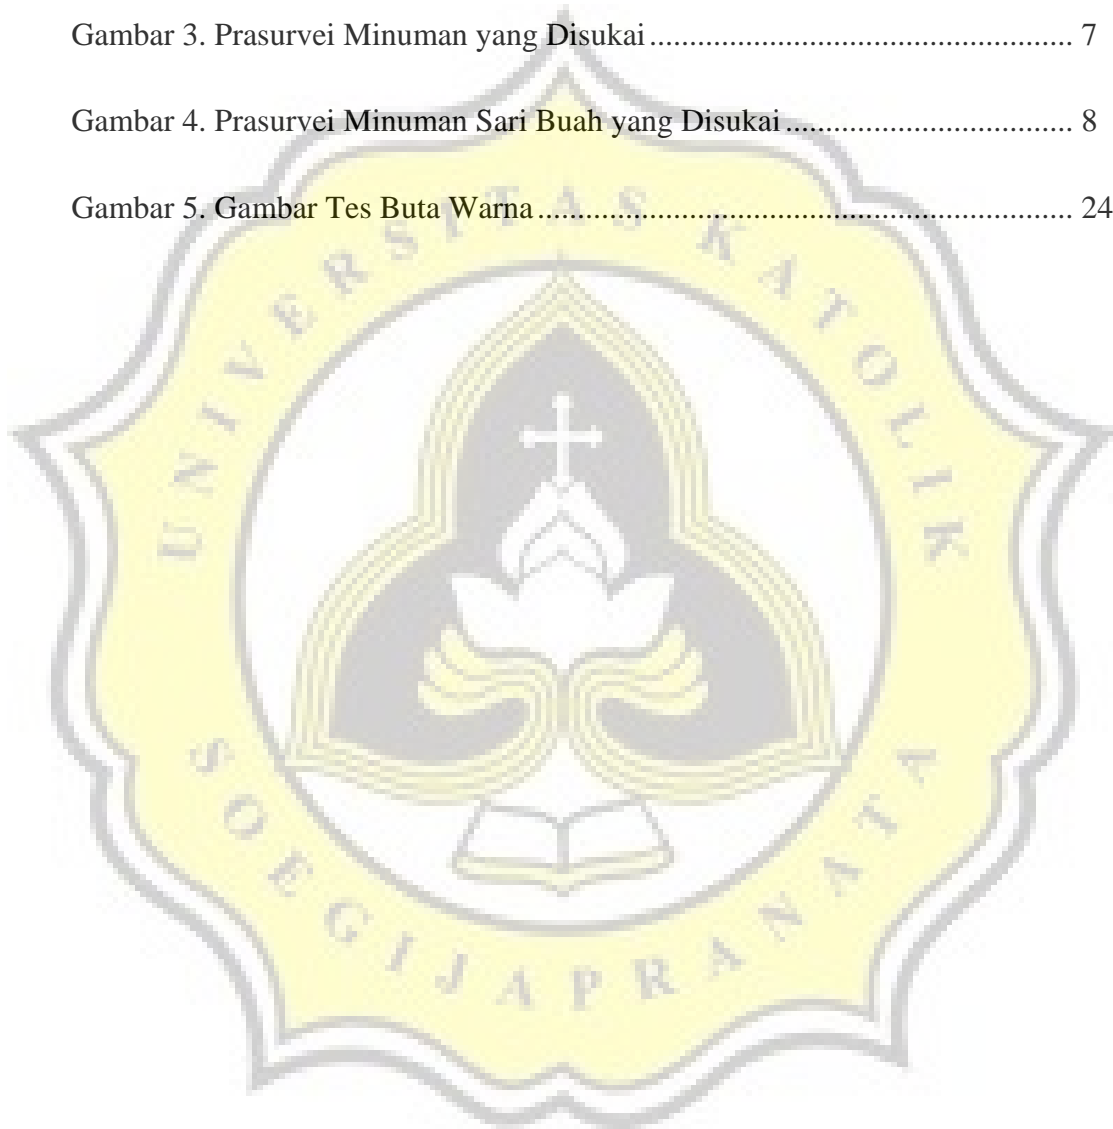 Gambar 3. Prasurvei Minuman yang Disukai ..................................................... 7
Gambar 4. Prasurvei Minuman Sari Buah yang Disukai .................................... 8
Gambar 5. Gambar Tes Buta Warna ................................................................... 24
UNIVERSITAS KATOLIK
SOEGIJAPRANATA